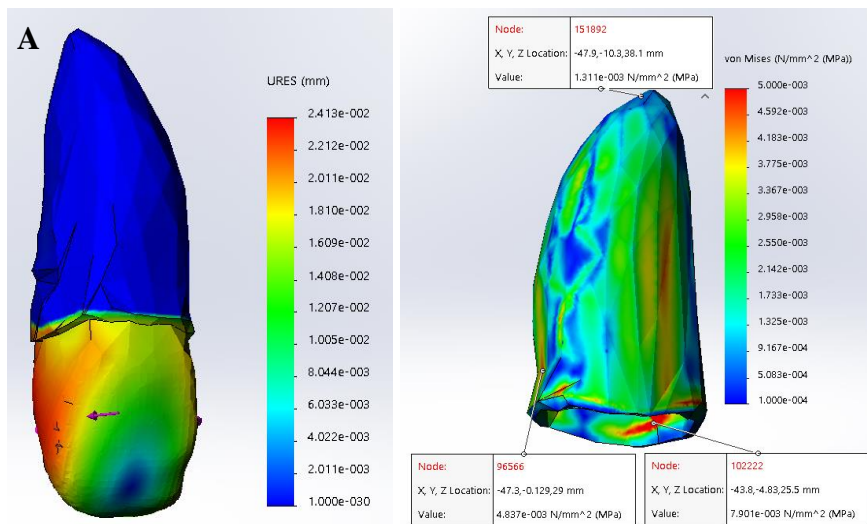 A
URES (mm)
2.413e-002
2.212e-002
2.011e-002
1.810e-002
1.609e-002
1.408e-002
1.207e-002
1.005e-002
8.044e-003
6.033e-003
4.022e-003
2.011e-003
1.000e-030
Node: 151892
X, Y, Z Location: -47.9,-10.3,38.1 mm
Value: 1.311e-003 N/mm^2 (MPa)
von Mises (N/mm^2 (MPa))
5.000e-003
4.592e-003
4.183e-003
3.775e-003
3.367e-003
2.958e-003
2.550e-003
2.142e-003
1.733e-003
1.325e-003
9.167e-004
5.083e-004
1.000e-004
Node: 96566
X, Y, Z Location: -47.3,-0.129,29 mm
Value: 4.837e-003 N/mm^2 (MPa)
Node: 102222
X, Y, Z Location: -43.8,-4.83,25.5 mm
Value: 7.901e-003 N/mm^2 (MPa)